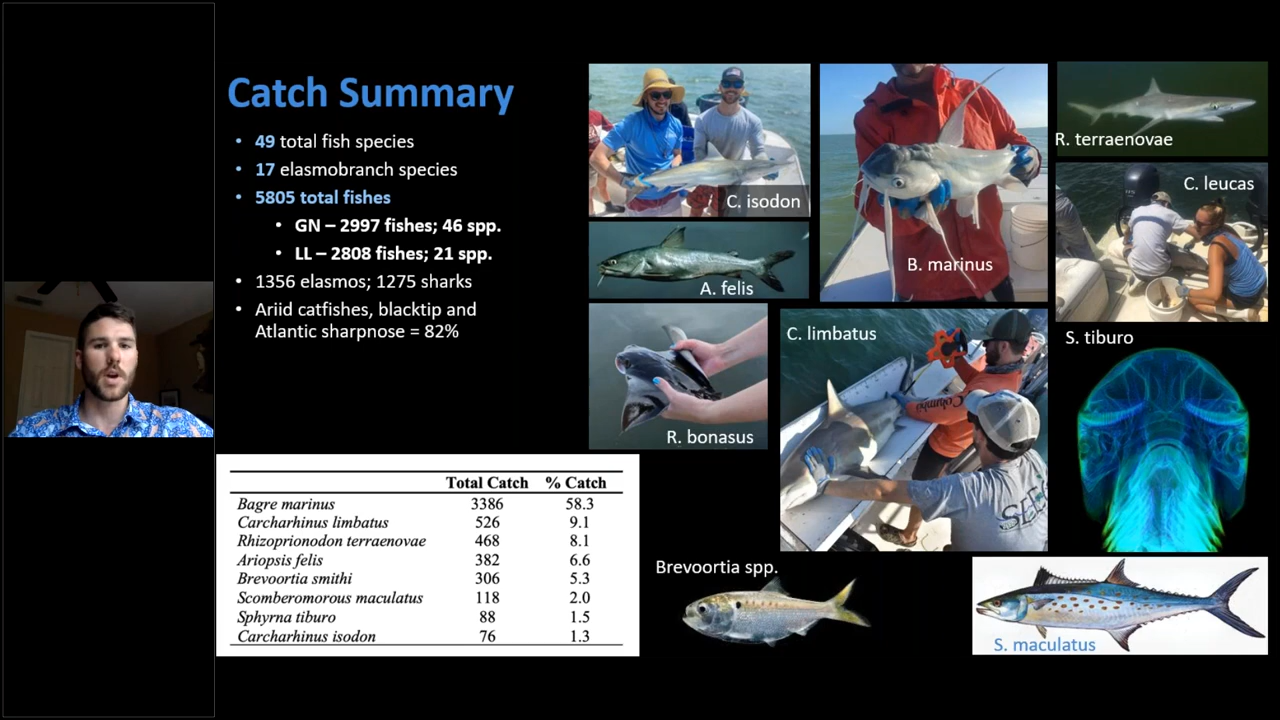 Catch Summary
• 49 total fish species
• 17 elasmobranch species
• 5805 total fishes
• GN – 2997 fishes; 46 spp.
• LL – 2808 fishes; 21 spp.
• 1356 elasmos; 1275 sharks
• Ariid catfishes, blacktip and
Atlantic sharpnose = 82%
Total Catch % Catch
Bagre marinus 3386 58.3
Carcharhinus limbatus 526 9.1
Rhizoprionodon terraenovae 468 8.1
Ariopsis felis 382 6.6
Brevoortia smithi 306 5.3
Scomberomorous maculatus 118 2.0
Sphyrna tiburo 88 1.5
Carcharhinus isodon 76 1.3
C. isodon
B. marinus
R. terraenovae
C. leucas
A. felis
R. bonasus
C. limbatus
Columbia
S. tiburo
Brevoortia spp.
S. maculatus